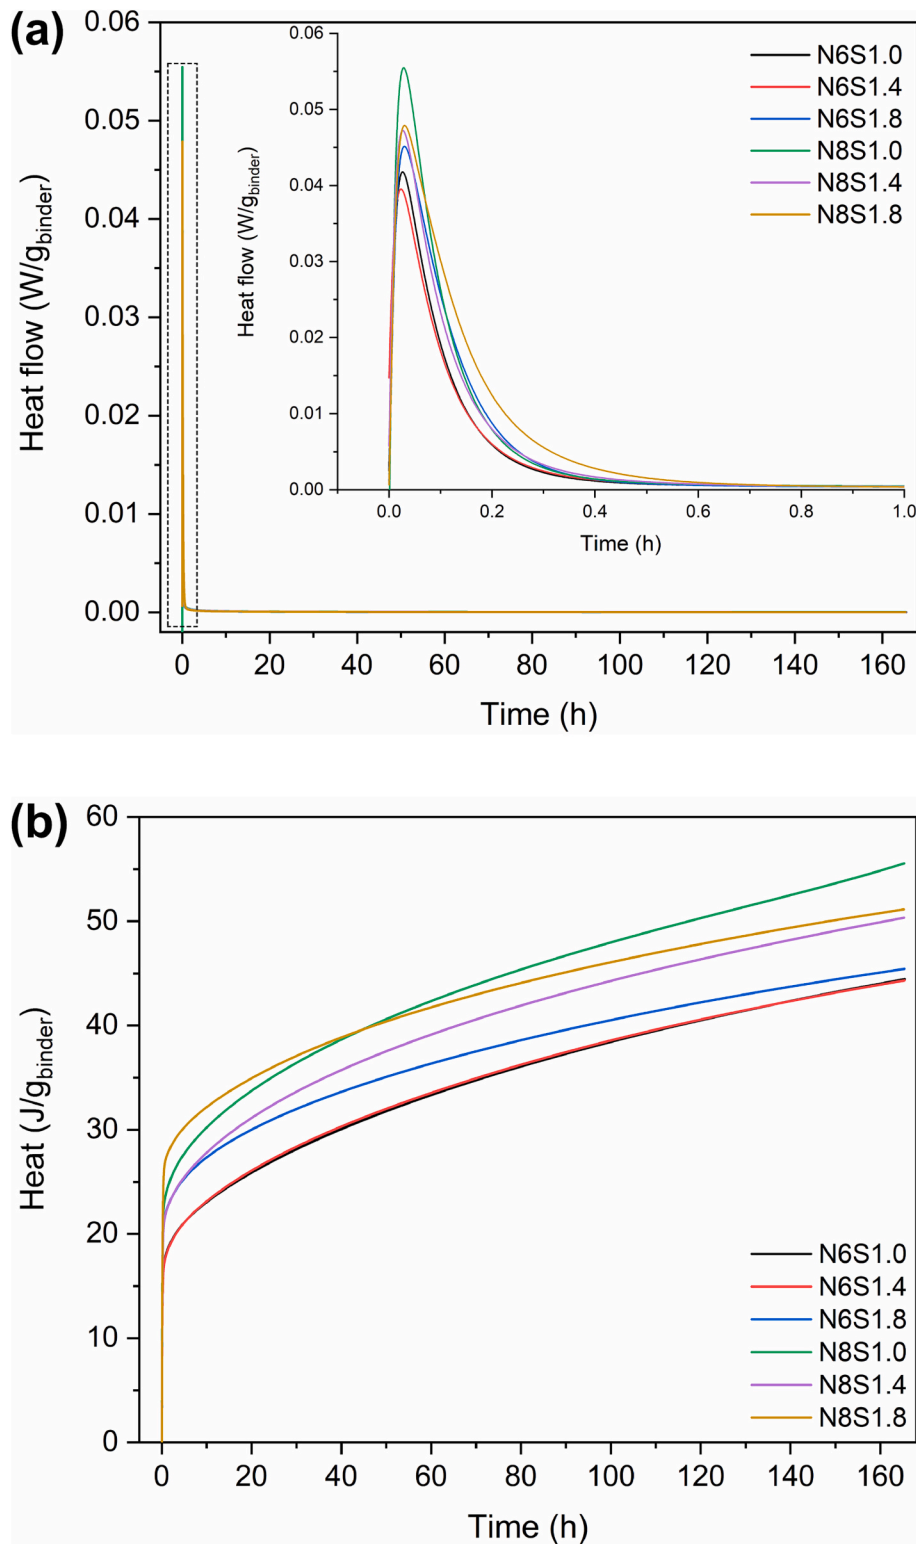 (a)
Heat flow (W/gbinder)
0.06
0.05
0.04
0.03
0.02
0.01
0.00
0 20 40 60 80 100 120 140 160
Time (h)
Heat flow (W/gbinder)
0.06
0.05
0.04
0.03
0.02
0.01
0.00
0.0 0.2 0.4 0.6 0.8 1.0
Time (h)
N6S1.0
N6S1.4
N6S1.8
N8S1.0
N8S1.4
N8S1.8
(b)
Heat (J/gbinder)
60
50
40
30
20
10
0
0 20 40 60 80 100 120 140 160
Time (h)
N6S1.0
N6S1.4
N6S1.8
N8S1.0
N8S1.4
N8S1.8